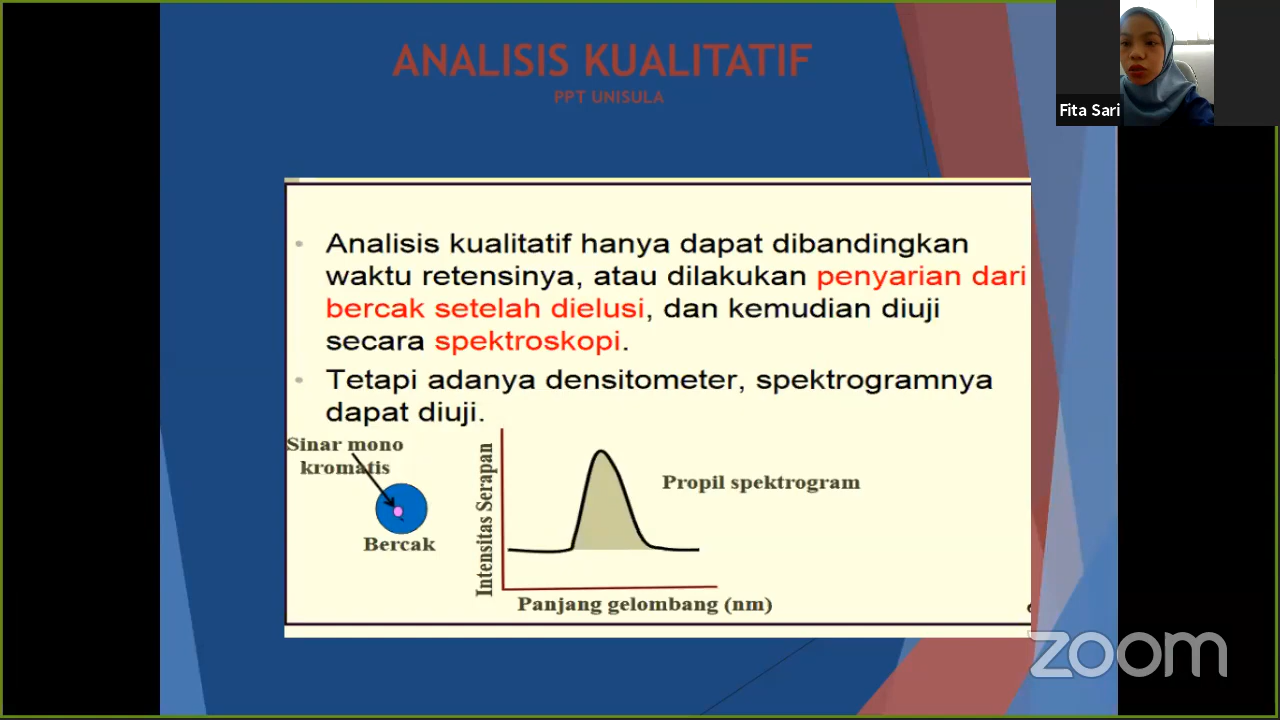 ANALISIS KUALITATIF
PPT UNISULA
Fita Sari
• Analisis kualitatif hanya dapat dibandingkan
waktu retensinya, atau dilakukan penyarian dari
bercak setelah dielusi, dan kemudian diuji
secara spektroskopi.
• Tetapi adanya densitometer, spektrogramnya
dapat diuji.
Sinar mono
kromatis
Bercak
Intensitas Serapan
Propil spektrogram
Panjang gelombang (nm)
zoom